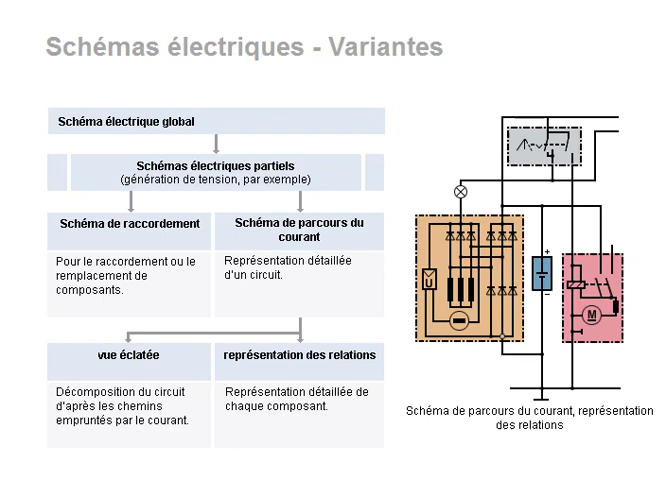 Schémas électriques - Variantes
Schéma électrique global
Schémas électriques partiels
(génération de tension, par exemple)
Schéma de raccordement
Schéma de parcours du
courant
Pour le raccordement ou le
remplacement de
composants.
Représentation détaillée
d'un circuit.
vue éclatée
représentation des relations
Décomposition du circuit
d'après les chemins
empruntés par le courant.
Représentation détaillée de
chaque composant.
U
+
−
M
Schéma de parcours du courant, représentation
des relations